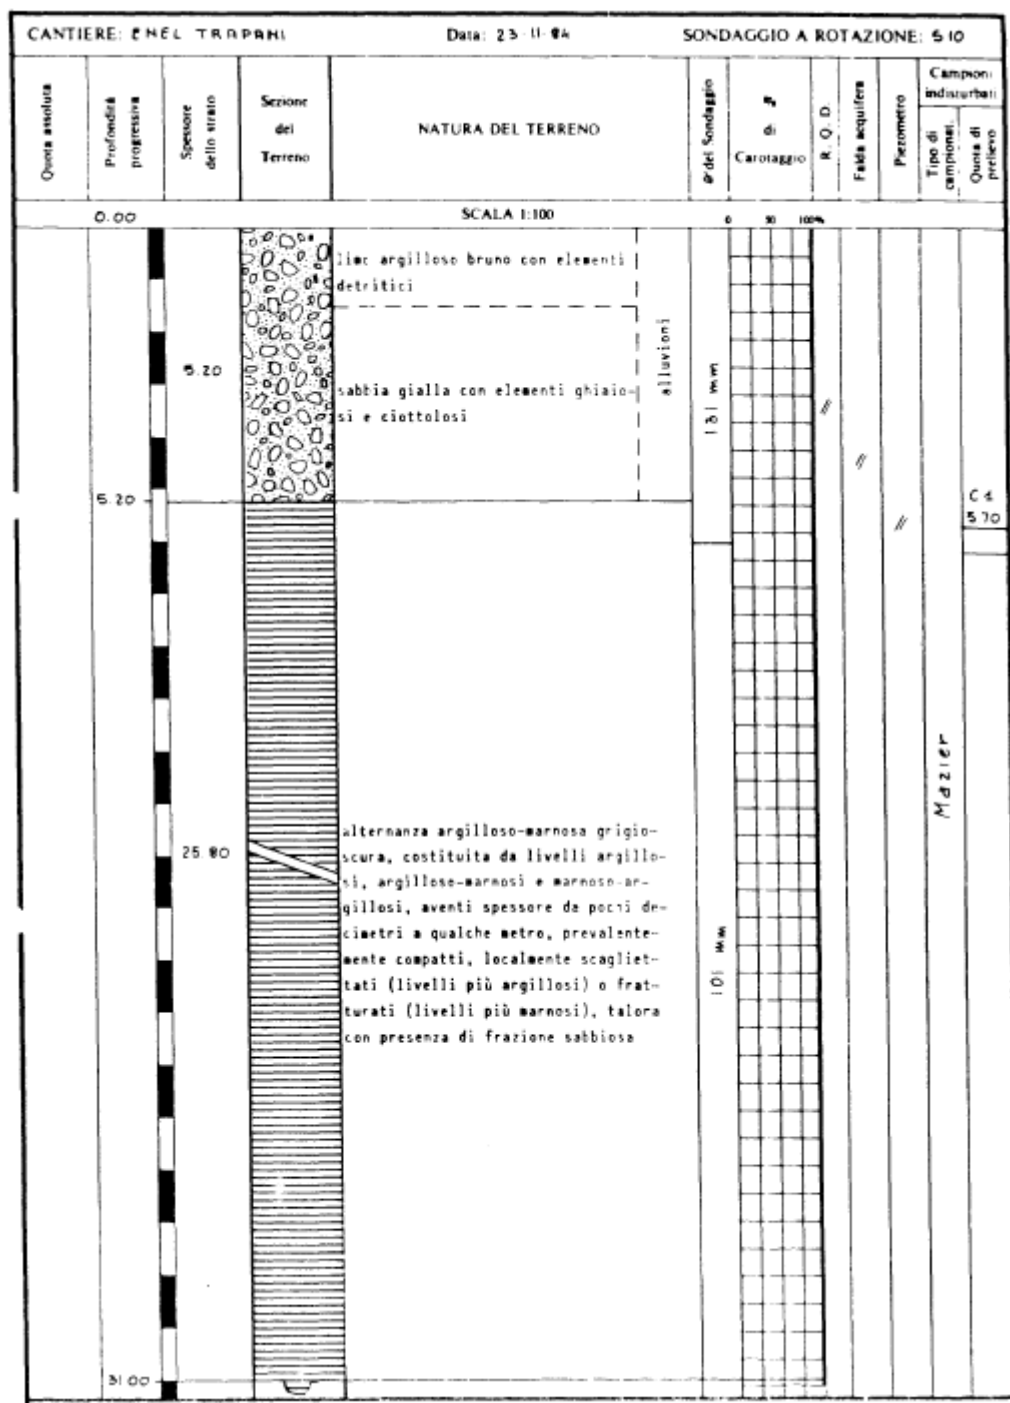 CANTIERE: ENEL TRAPANI Data: 23-11-84 SONDAGGIO A ROTAZIONE: S10
Quota assoluta
Profondità progressiva
Spessore dello strato
Sezione del Terreno
NATURA DEL TERRENO
Ø del Sondaggio
% di Carotaggio
R. Q. D.
Falda acquifera
Piezometro
Campioni indisturbati
Tipo di campionat.
Quota di prelievo
0.00 SCALA 1:100 0 50 100%
limo argilloso bruno con elementi
detritici
alluvioni
5.20
sabbia gialla con elementi ghiaio-
si e ciottolosi
131 mm
//
//
5.20
C1
5.70
//
Mazier
25.80
alternanza argilloso-marnosa grigio-
scura, costituita da livelli argillo-
si, argilloso-marnosi e marnoso-ar-
gillosi, aventi spessore da pochi de-
cimetri a qualche metro, prevalente-
mente compatti, localmente scagliet-
tati (livelli più argillosi) o frat-
turati (livelli più marnosi), talora
con presenza di frazione sabbiosa
101 mm
31.00